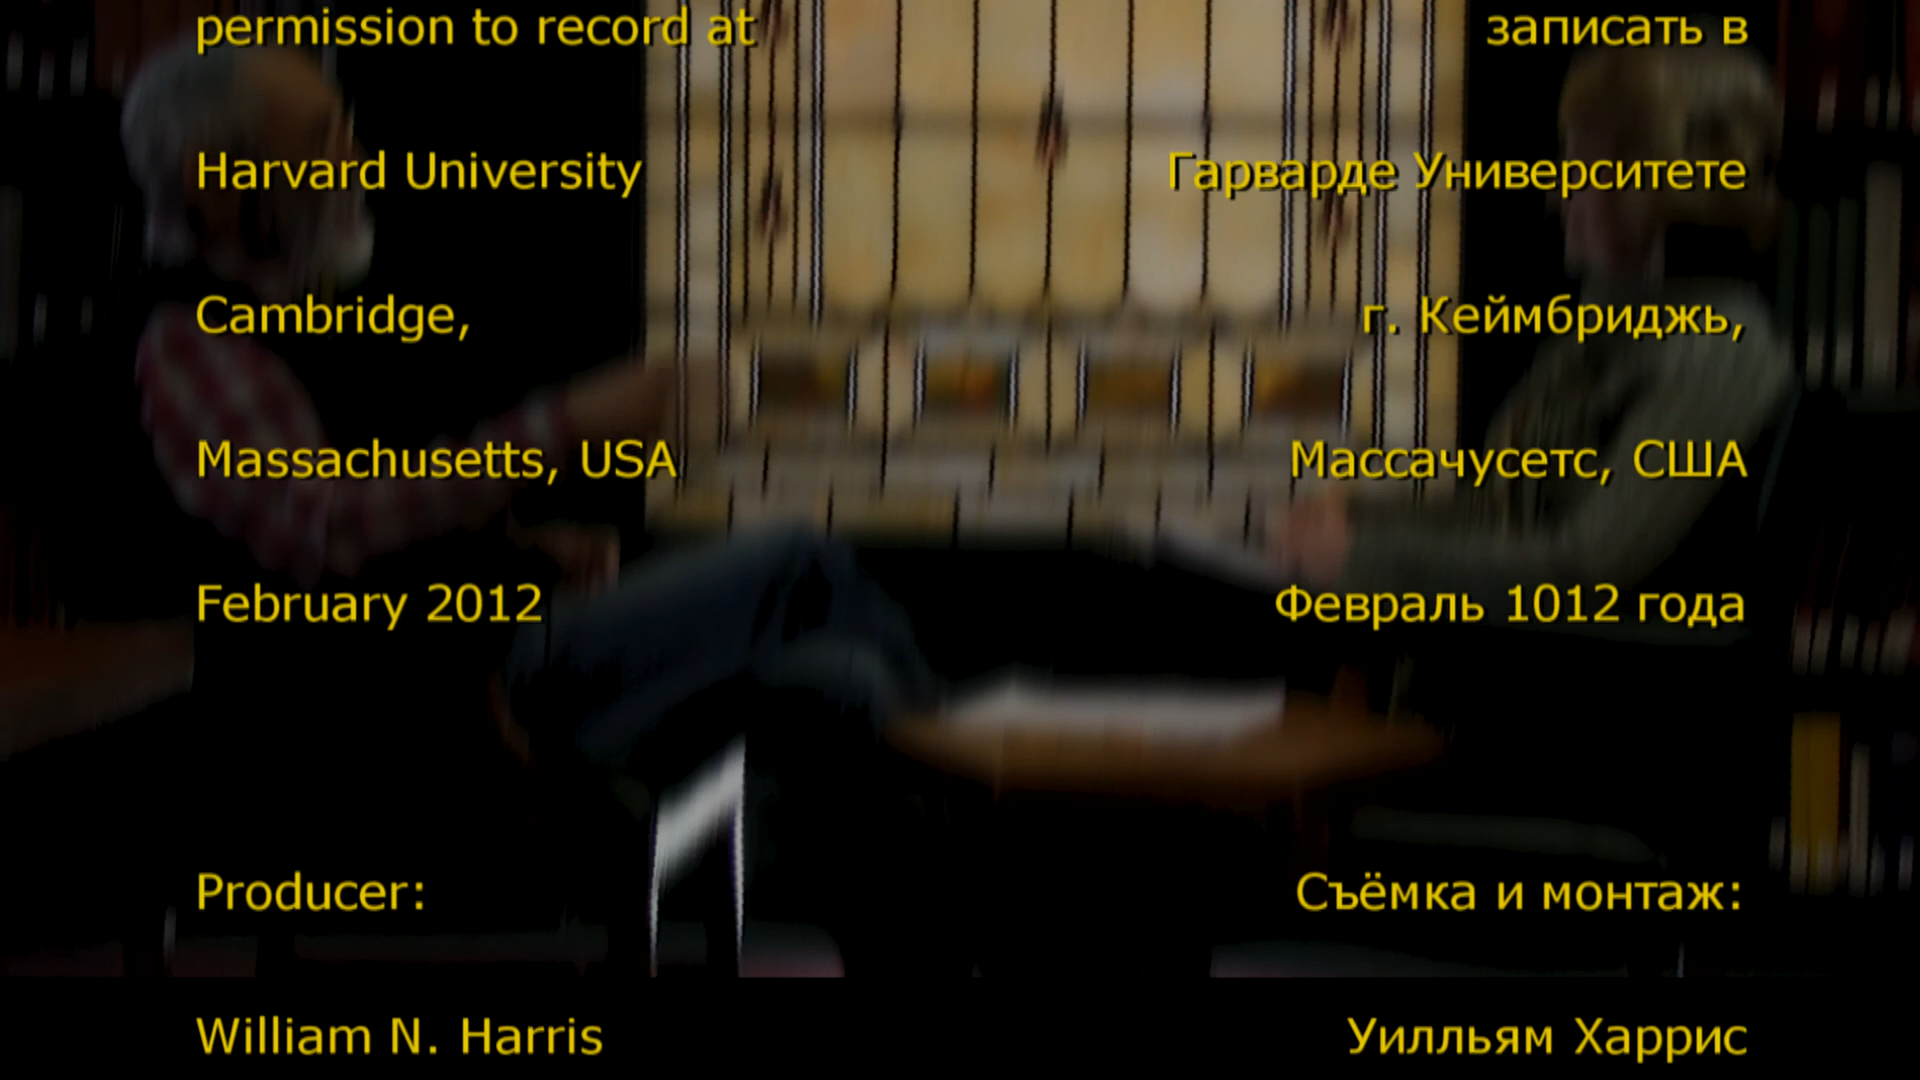 permission to record at
записать в
Harvard University
Гарварде Университете
Cambridge,
г. Кеймбриджь,
Massachusetts, USA
Массачусетс, США
February 2012
Февраль 1012 года
Producer:
Съёмка и монтаж:
William N. Harris
Уилльям Харрис